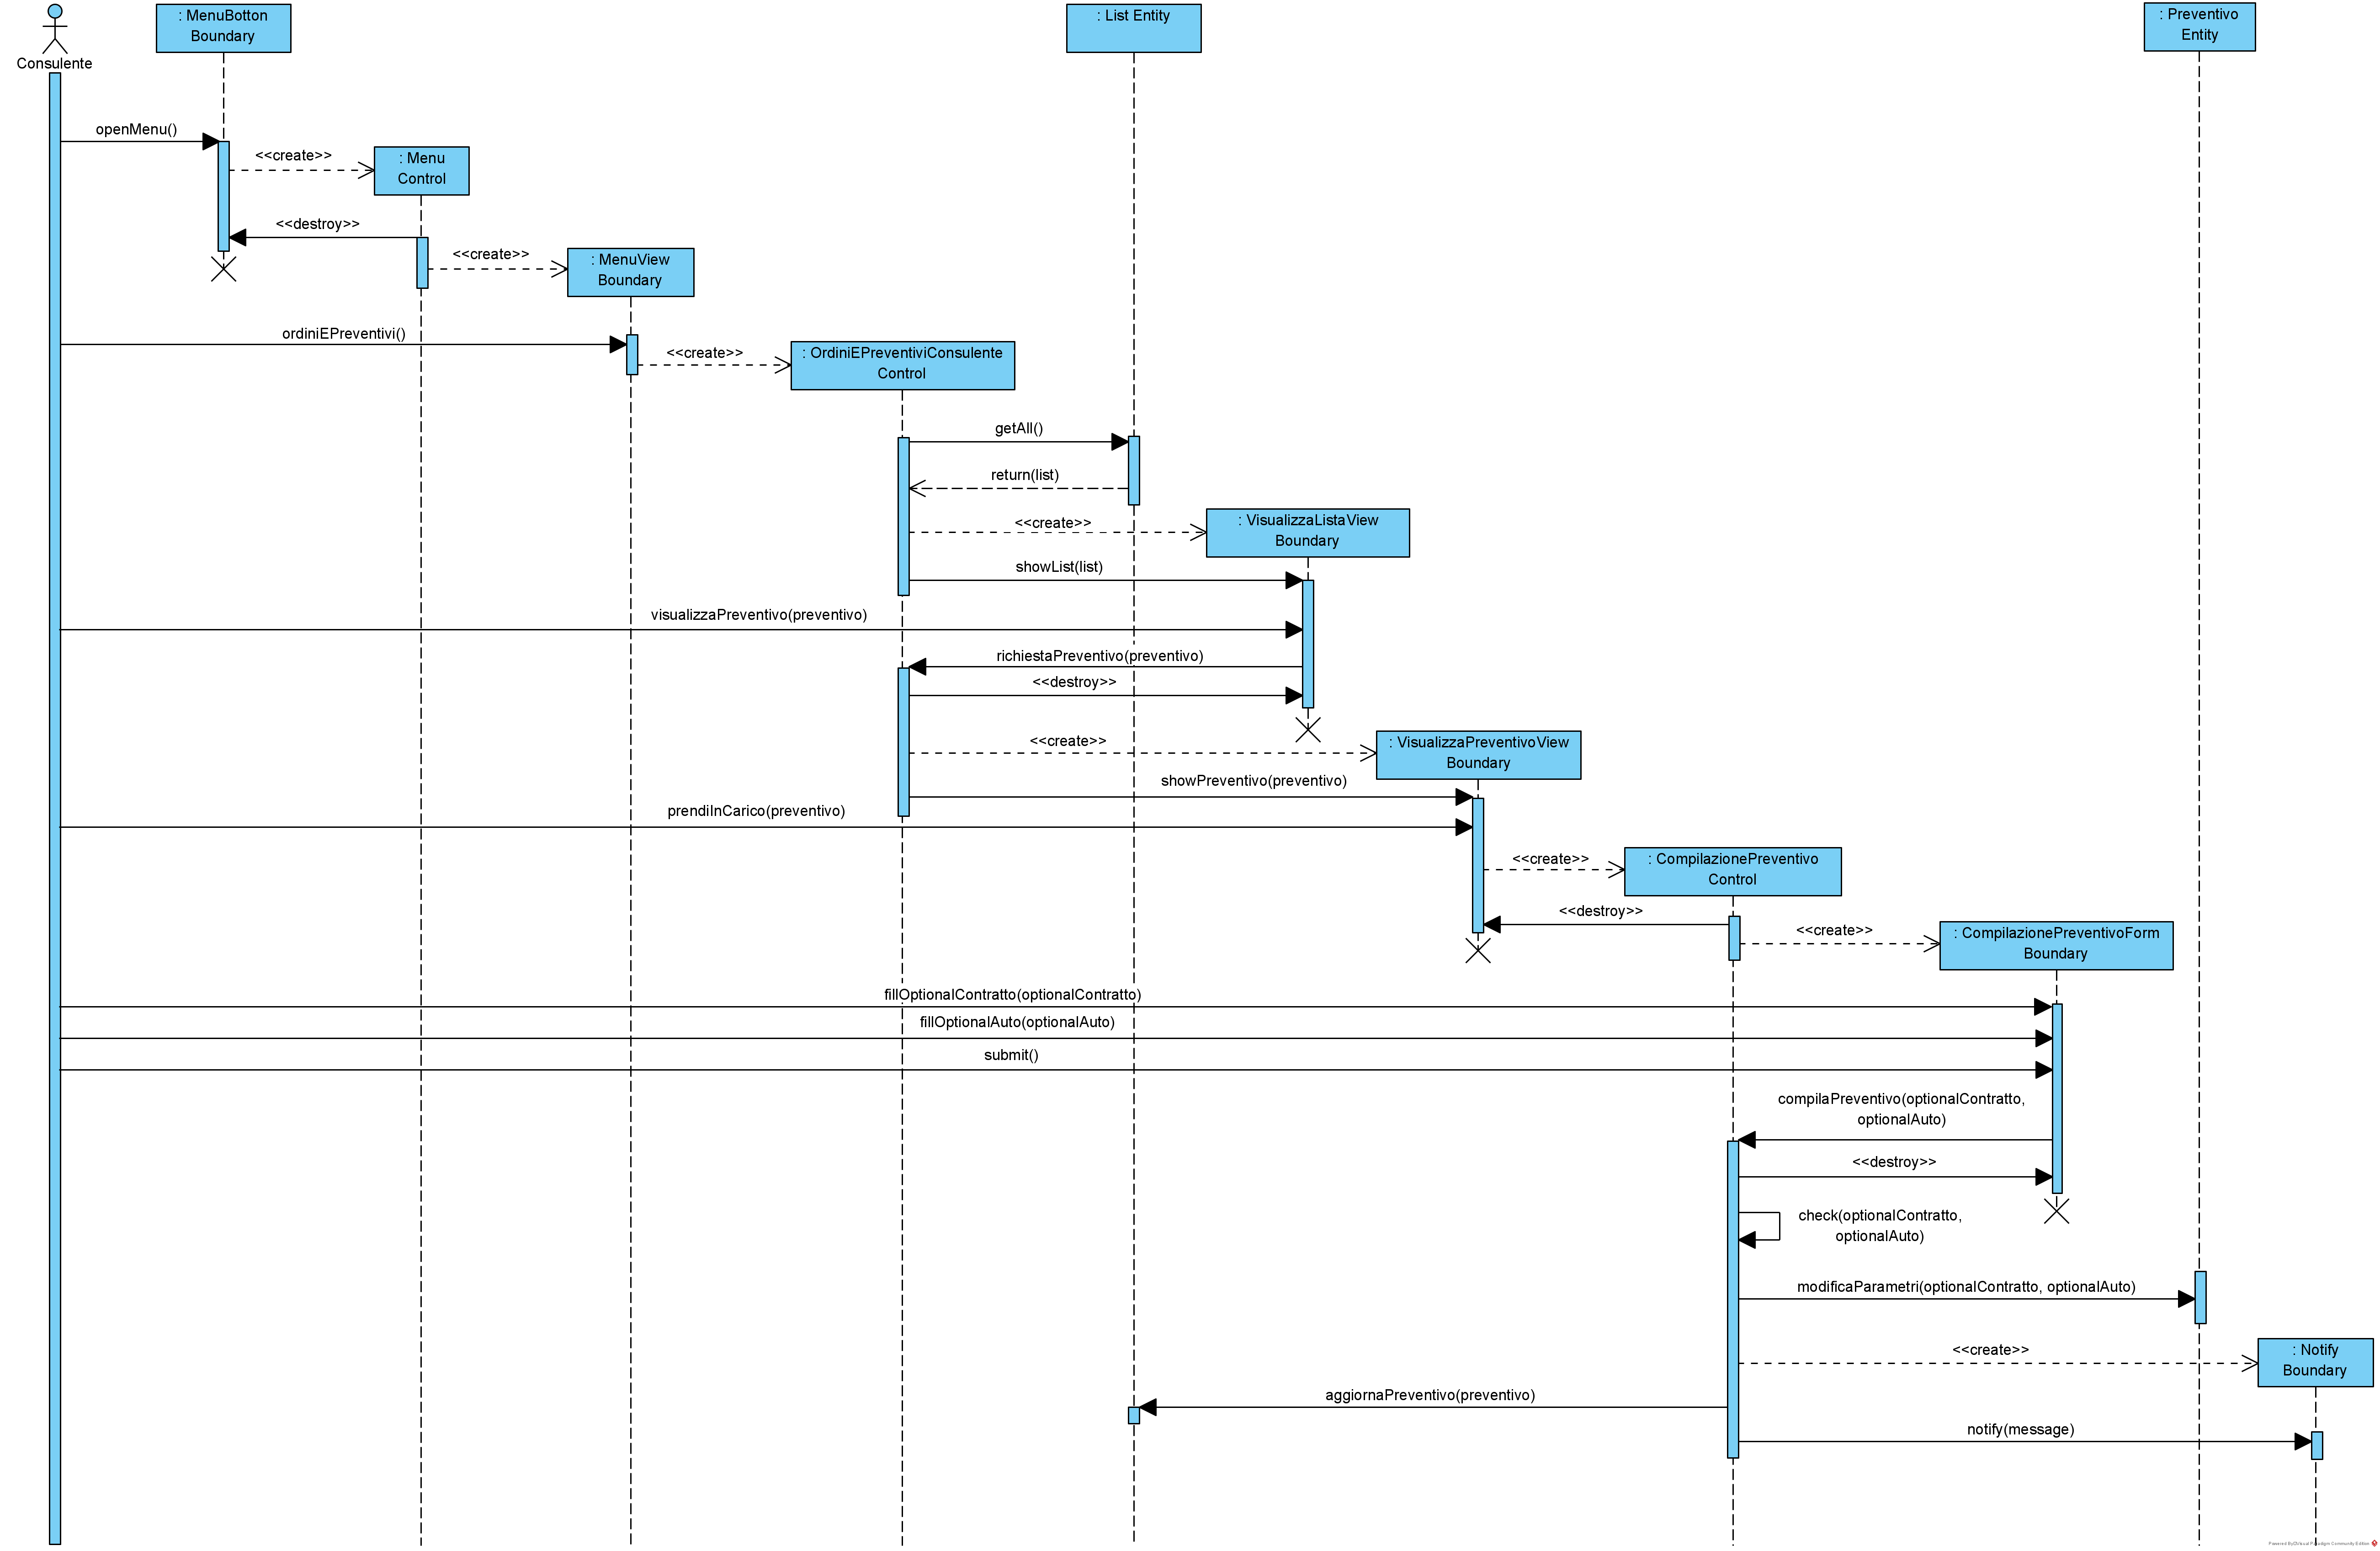 : MenuBotton
Boundary
: List Entity
: Preventivo
Entity
Consulente
openMenu()
<<create>>
: Menu
Control
<<destroy>>
<<create>>
: MenuView
Boundary
ordiniEPreventivi()
<<create>>
: OrdiniEPreventiviConsulente
Control
getAll()
return(list)
<<create>>
: VisualizzaListaView
Boundary
showList(list)
visualizzaPreventivo(preventivo)
richiestaPreventivo(preventivo)
<<destroy>>
<<create>>
: VisualizzaPreventivoView
Boundary
showPreventivo(preventivo)
prendiInCarico(preventivo)
<<create>>
: CompilazionePreventivo
Control
<<destroy>>
<<create>>
: CompilazionePreventivoForm
Boundary
fillOptionalContratto(optionalContratto)
fillOptionalAuto(optionalAuto)
submit()
compilaPreventivo(optionalContratto,
optionalAuto)
<<destroy>>
check(optionalContratto,
optionalAuto)
modificaParametri(optionalContratto, optionalAuto)
<<create>>
: Notify
Boundary
aggiornaPreventivo(preventivo)
notify(message)
Powered By Visual Paradigm Community Edition